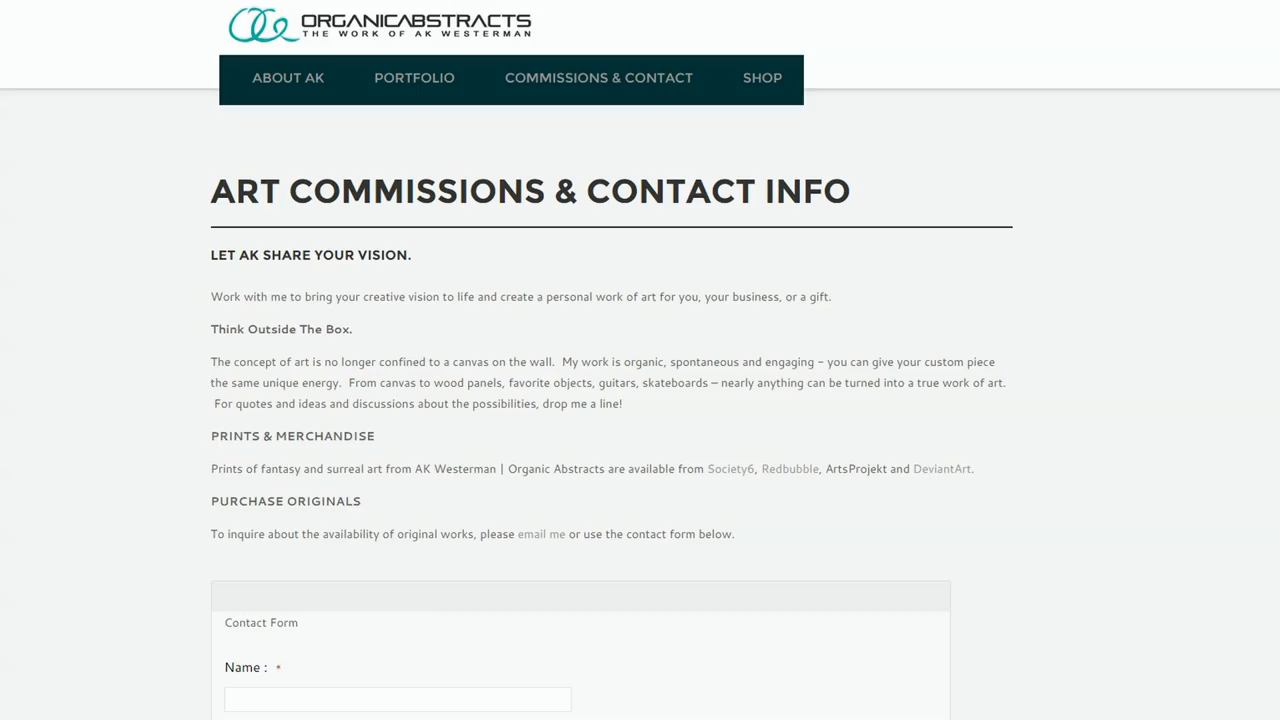 ORGANICABSTRACTS
THE WORK OF AK WESTERMAN
ABOUT AK
PORTFOLIO
COMMISSIONS & CONTACT
SHOP
ART COMMISSIONS & CONTACT INFO
LET AK SHARE YOUR VISION.
Work with me to bring your creative vision to life and create a personal work of art for you, your business, or a gift.
Think Outside The Box.
The concept of art is no longer confined to a canvas on the wall.  My work is organic, spontaneous and engaging – you can give your custom piece
the same unique energy.  From canvas to wood panels, favorite objects, guitars, skateboards – nearly anything can be turned into a true work of art.
For quotes and ideas and discussions about the possibilities, drop me a line!
PRINTS & MERCHANDISE
Prints of fantasy and surreal art from AK Westerman | Organic Abstracts are available from Society6, Redbubble, ArtsProjekt and DeviantArt.
PURCHASE ORIGINALS
To inquire about the availability of original works, please email me or use the contact form below.
Contact Form
Name : *